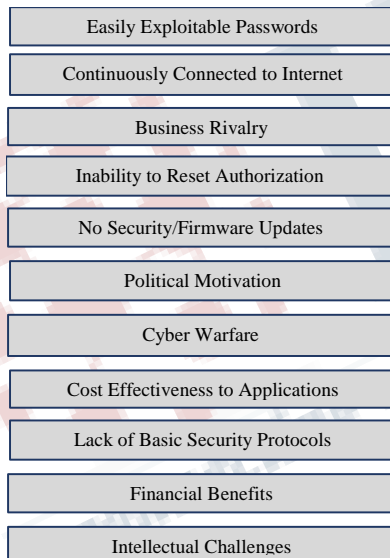 Easily Exploitable Passwords
Continuously Connected to Internet
Business Rivalry
Inability to Reset Authorization
No Security/Firmware Updates
Political Motivation
Cyber Warfare
Cost Effectiveness to Applications
Lack of Basic Security Protocols
Financial Benefits
Intellectual Challenges